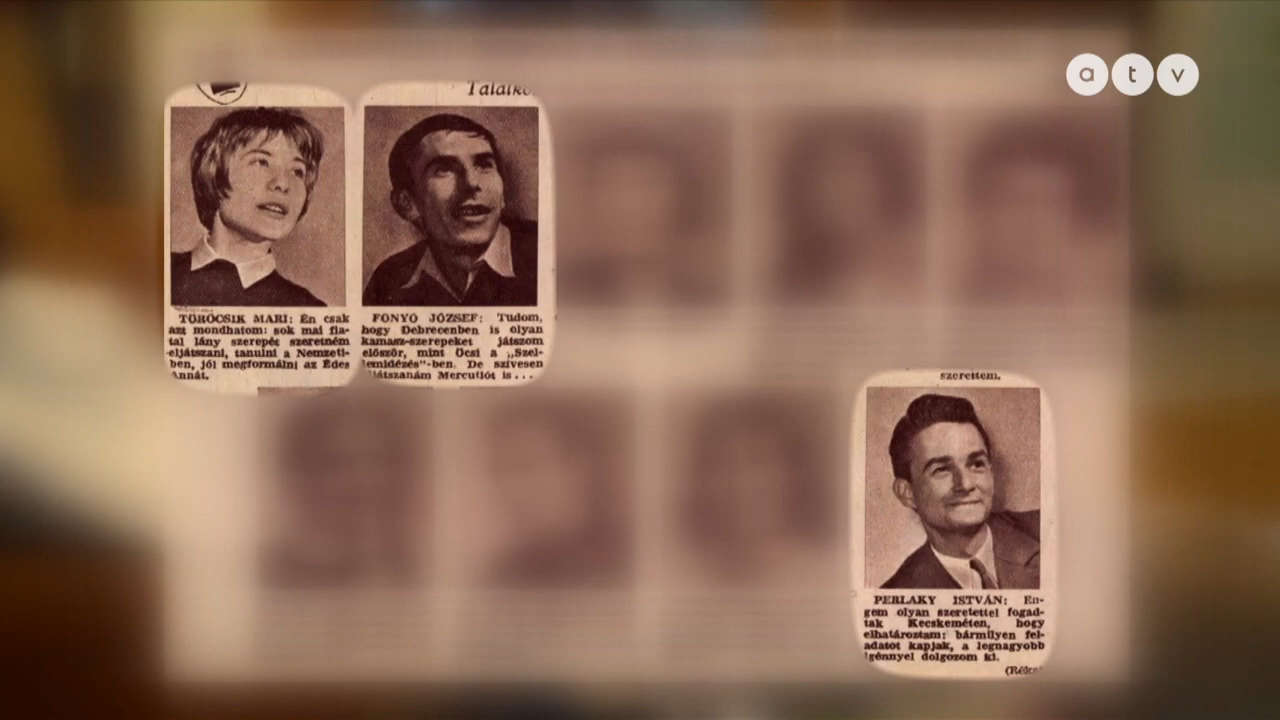 atv
Találko
TÖRŐCSIK MARI: Én csak
azt mondhatom: sok mai fia-
tal lány szerepét szeretném
eljátszani, tanulni a Nemzeti-
ben, jól megformálni az Édes
Annát.
FONYÓ JÓZSEF: Tudom,
hogy Debrecenben is olyan
kamasz-szerepeket játszom
először, mint Öcsi a „Szel-
lemidézés”-ben. De szívesen
eljátszanám Mercutiót is...
szerettem.
PERLAKY ISTVÁN: En-
gem olyan szeretettel fogad-
tak Kecskeméten, hogy
elhatároztam: bármilyen fel-
adatot kapjak, a legnagyobb
igénnyel dolgozom ki.